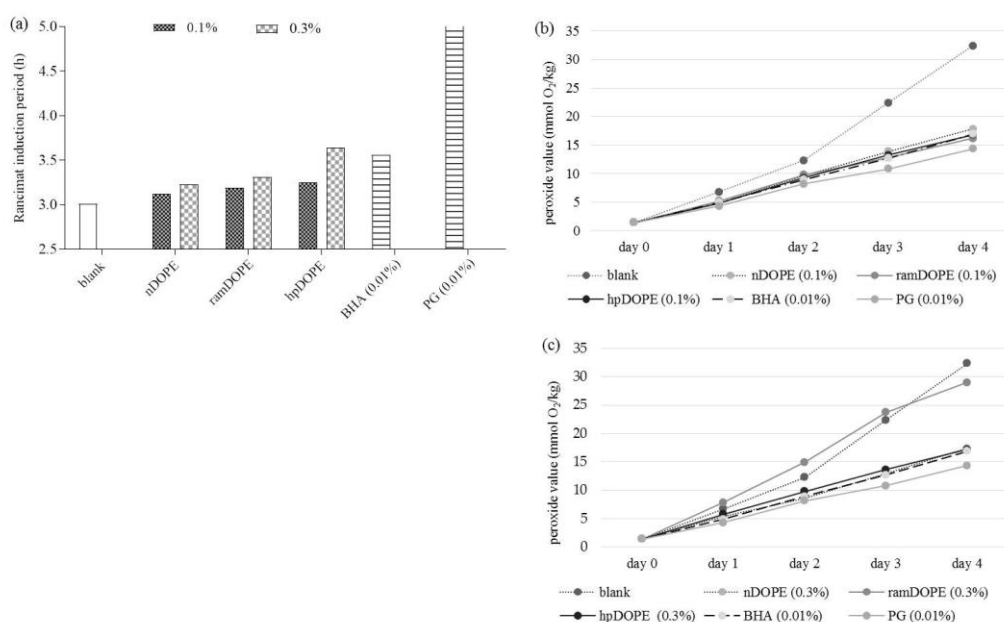 (a)
0.1% 0.3%
Rancimat induction period (h)
5.0
4.5
4.0
3.5
3.0
2.5
blank nDOPE ramDOPE hpDOPE BHA (0.01%) PG (0.01%)
(b)
peroxide value (mmol O₂/kg)
35
30
25
20
15
10
5
0
day 0 day 1 day 2 day 3 day 4
blank nDOPE (0.1%) ramDOPE (0.1%)
hpDOPE (0.1%) BHA (0.01%) PG (0.01%)
(c)
peroxide value (mmol O₂/kg)
35
30
25
20
15
10
5
0
day 0 day 1 day 2 day 3 day 4
blank nDOPE (0.3%) ramDOPE (0.3%)
hpDOPE (0.3%) BHA (0.01%) PG (0.01%)